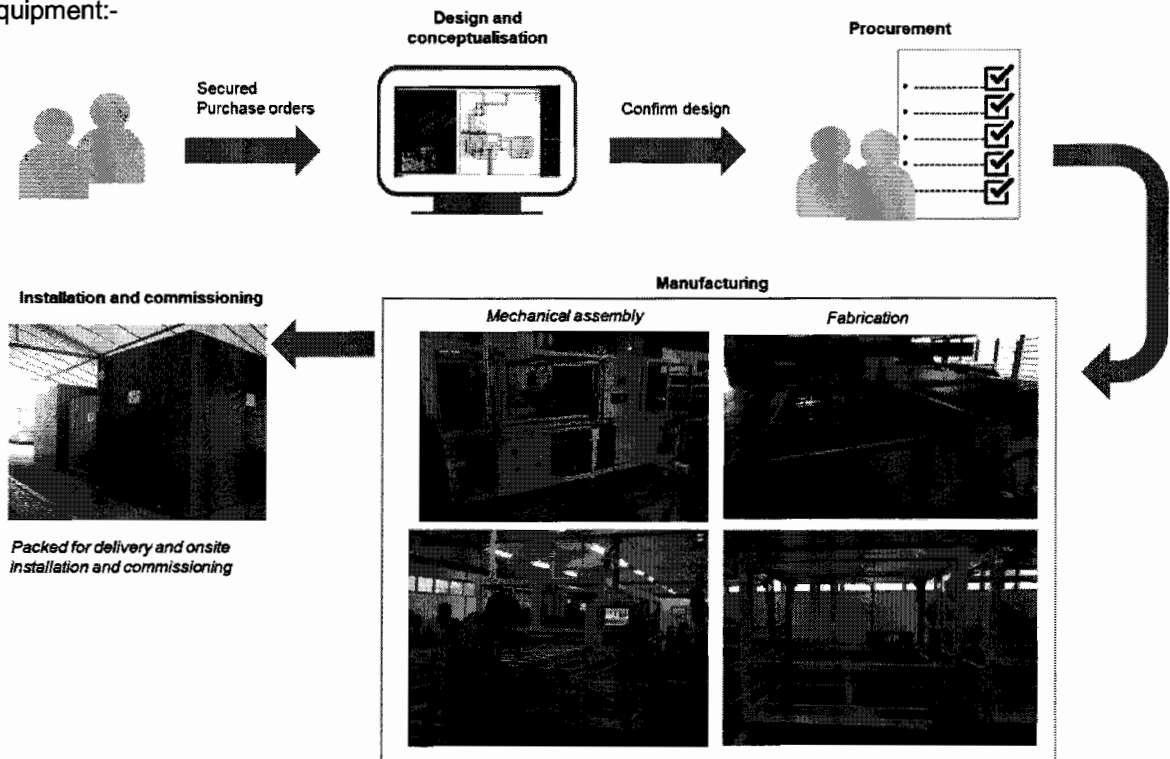 quipment:-
Design and
conceptualisation
Procurement
Secured
Purchase orders
Confirm design
Manufacturing
Installation and commissioning
Mechanical assembly
Fabrication
Packed for delivery and onsite
installation and commissioning